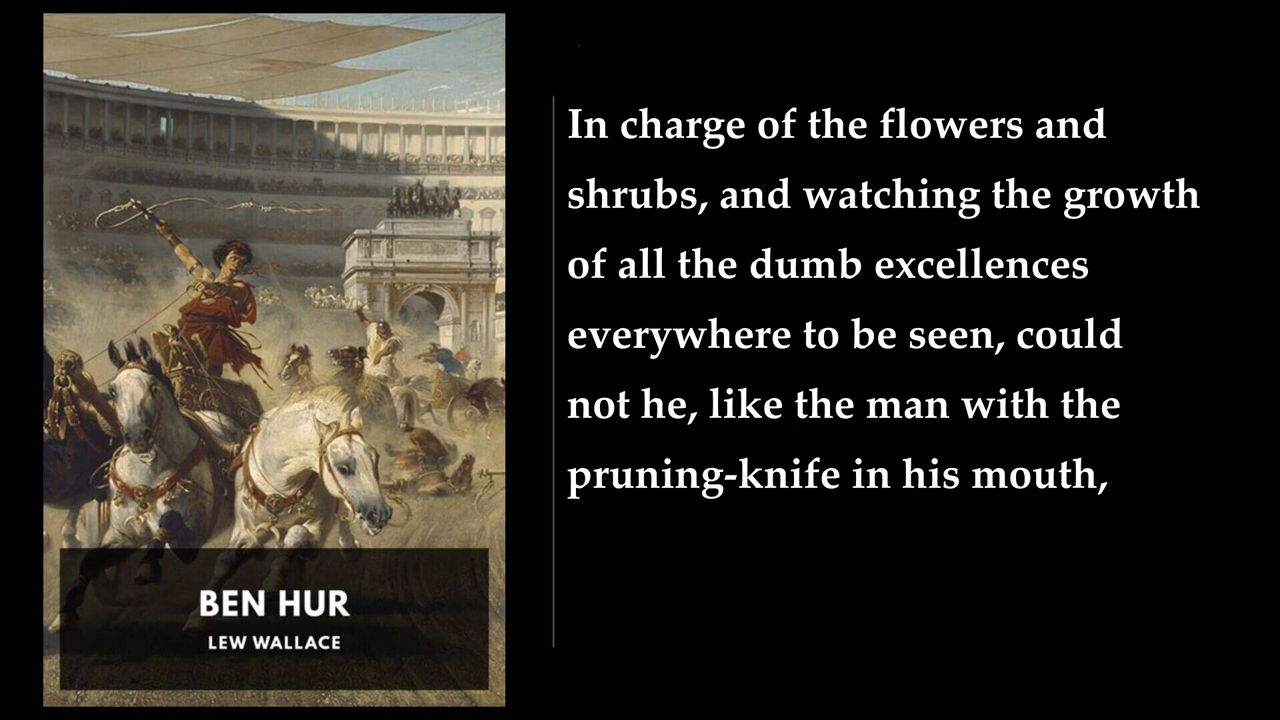 BEN HUR
LEW WALLACE
In charge of the flowers and
shrubs, and watching the growth
of all the dumb excellences
everywhere to be seen, could
not he, like the man with the
pruning-knife in his mouth,